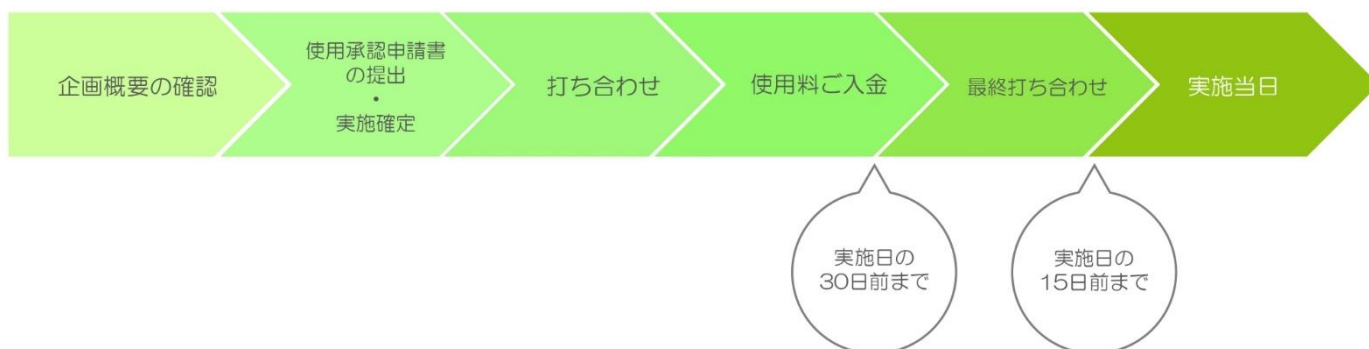 企画概要の確認
使用承認申請書
の提出
・
実施確定
打ち合わせ
使用料ご入金
最終打ち合わせ
実施当日
実施日の
30日前まで
実施日の
15日前まで